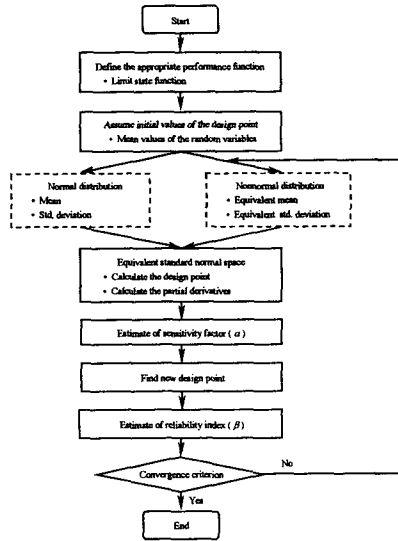 Start
Define the appropriate performance function
• Limit state function
Assume initial values of the design point
• Mean values of the random variables
Normal distribution
• Mean
• Std. deviation
Nonnormal distribution
• Equivalent mean
• Equivalent std. deviation
Equivalent standard normal space
• Calculate the design point
• Calculate the partial derivatives
Estimate of sensitivity factor ( α )
Find new design point
Estimate of reliability index ( β )
Convergence criterion
No
Yes
End